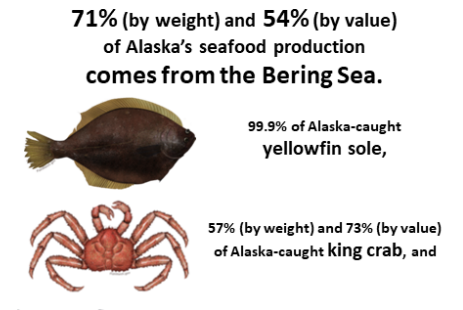 71% (by weight) and 54% (by value)
of Alaska's seafood production
comes from the Bering Sea.
99.9% of Alaska-caught
yellowfin sole,
57% (by weight) and 73% (by value)
of Alaska-caught king crab, and